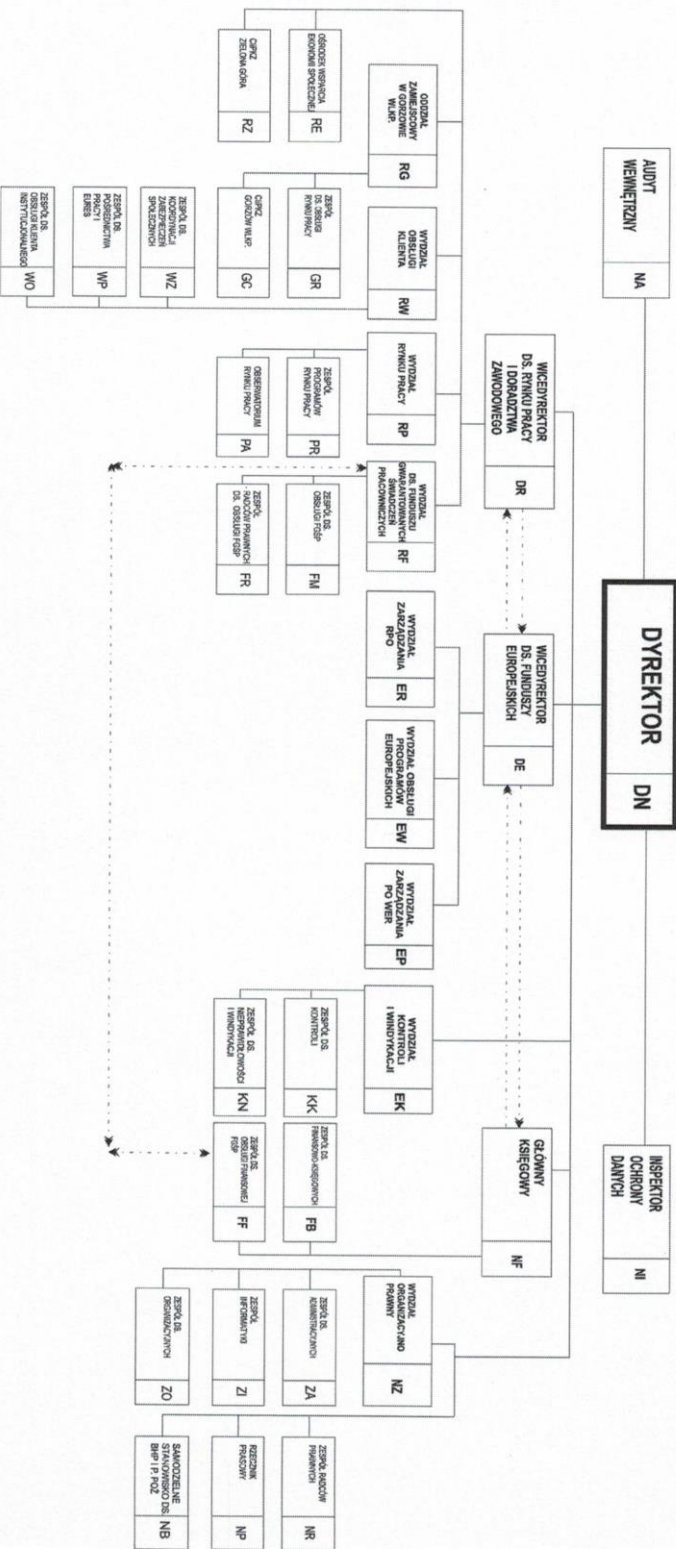 DYREKTOR
DN
AUDYT
WEWNĘTRZNY
NA
INSPEKTOR
OCHRONY
DANYCH
NI
WICEDYREKTOR
DS. RYNKU PRACY
I DORADZTWA
ZAWODOWEGO
DR
WICEDYREKTOR
DS. FUNDUSZY
EUROPEJSKICH
DE
GŁÓWNY
KSIĘGOWY
NF
ODDZIAŁ
ZAMIEJSCOWY
W GORZOWIE
WLKP.
RG
WYDZIAŁ
OBSŁUGI
KLIENTA
RW
WYDZIAŁ
RYNKU PRACY
RP
WYDZIAŁ
DS. FUNDUSZU
GWARANTOWANYCH
ŚWIADCZEŃ
PRACOWNICZYCH
RF
WYDZIAŁ
ZARZĄDZANIA
RPO
ER
WYDZIAŁ OBSŁUGI
PROGRAMÓW
EUROPEJSKICH
EW
WYDZIAŁ
ZARZĄDZANIA
PO WER
EP
WYDZIAŁ
KONTROLI
I WINDYKACJI
EK
WYDZIAŁ
ORGANIZACYJNO
PRAWNY
NZ
OŚRODEK WSPARCIA
EKONOMII SPOŁECZNEJ
RE
ZESPÓŁ
DS. OBSŁUGI
RYNKU PRACY
GR
ZESPÓŁ
PROGRAMÓW
RYNKU PRACY
PR
ZESPÓŁ DS.
OBSŁUGI FGŚP
FM
ZESPÓŁ DS.
KONTROLI
KK
ZESPÓŁ DS.
FINANSOWO-KSIĘGOWYCH
FB
ZESPÓŁ DS.
ADMINISTRACYJNYCH
ZA
ZESPÓŁ RADCÓW
PRAWNYCH
NR
CIiPKZ
ZIELONA GÓRA
RZ
CIiPKZ
GORZÓW WLKP.
GC
OBSERWATORIUM
RYNKU PRACY
PA
ZESPÓŁ
RADCÓW PRAWNYCH
DS. OBSŁUGI FGŚP
FR
ZESPÓŁ DS.
NIEPRAWIDŁOWOŚCI
I WINDYKACJI
KN
ZESPÓŁ DS.
OBSŁUGI FINANSOWEJ
FGŚP
FF
ZESPÓŁ
INFORMATYKI
ZI
RZECZNIK
PRASOWY
NP
ZESPÓŁ DS.
KOORDYNACJI
ZABEZPIECZEŃ
SPOŁECZNYCH
WZ
ZESPÓŁ DS.
ORGANIZACYJNYCH
ZO
SAMODZIELNE
STANOWISKO DS.
BHP I P. POŻ
NB
ZESPÓŁ DS.
POŚREDNICTWA
PRACY I
EURES
WP
ZESPÓŁ DS.
OBSŁUGI KLIENTA
INSTYTUCJONALNEGO
WO